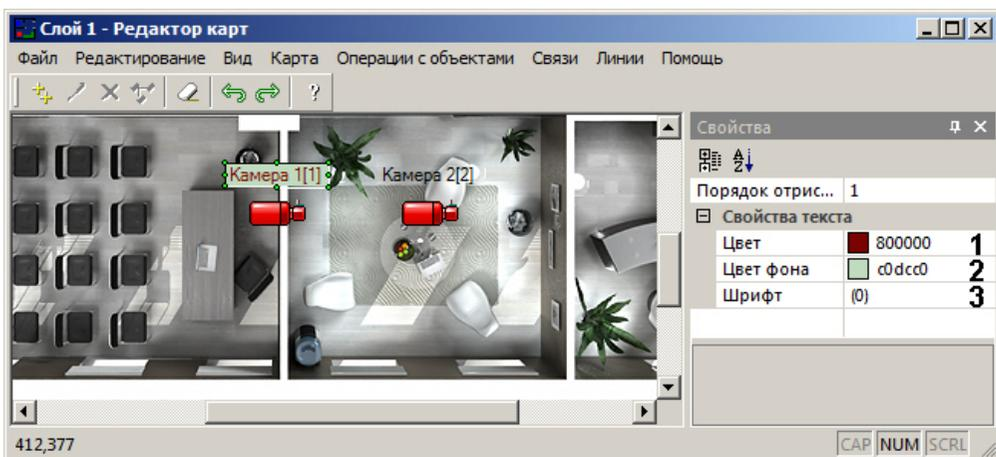 Слой 1 - Редактор карт
Файл Редактирование Вид Карта Операции с объектами Связи Линии Помощь
?
Камера 1[1]
Камера 2[2]
Свойства
Порядок отрис... 1
Свойства текста
Цвет 800000 1
Цвет фона c0dcc0 2
Шрифт (0) 3
412,377
CAP NUM SCRL